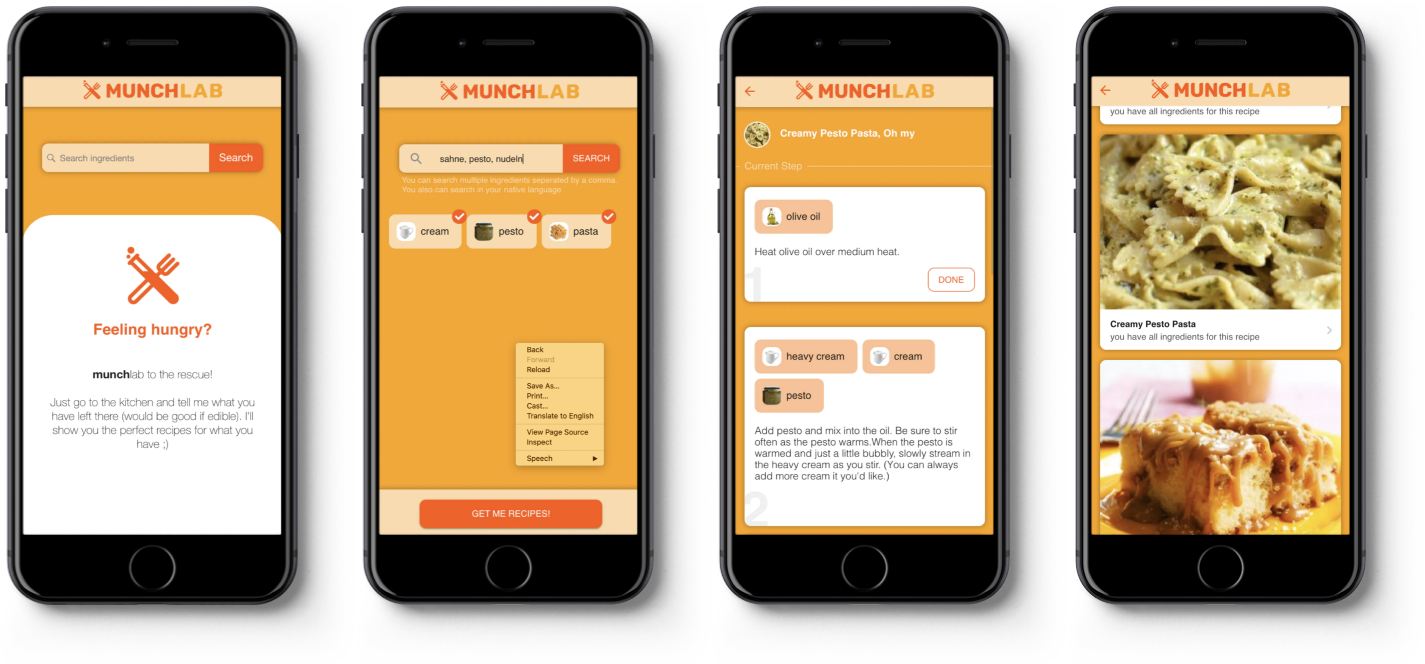 MUNCHLAB
Search ingredients
Search
Feeling hungry?
munchlab to the rescue!
Just go to the kitchen and tell me what you
have left there (would be good if edible). I'll
show you the perfect recipes for what you
have ;)
MUNCHLAB
sahne, pesto, nudeln
SEARCH
You can search multiple ingredients seperated by a comma.
You also can search in your native language
cream
pesto
pasta
Back
Forward
Reload
Save As...
Print...
Cast...
Translate to English
View Page Source
Inspect
Speech
GET ME RECIPES!
MUNCHLAB
Creamy Pesto Pasta, Oh my
Current Step
olive oil
Heat olive oil over medium heat.
1
DONE
heavy cream
cream
pesto
Add pesto and mix into the oil. Be sure to stir
often as the pesto warms.When the pesto is
warmed and just a little bubbly, slowly stream in
the heavy cream as you stir. (You can always
add more cream it you'd like.)
2
MUNCHLAB
you have all ingredients for this recipe
Creamy Pesto Pasta
you have all ingredients for this recipe